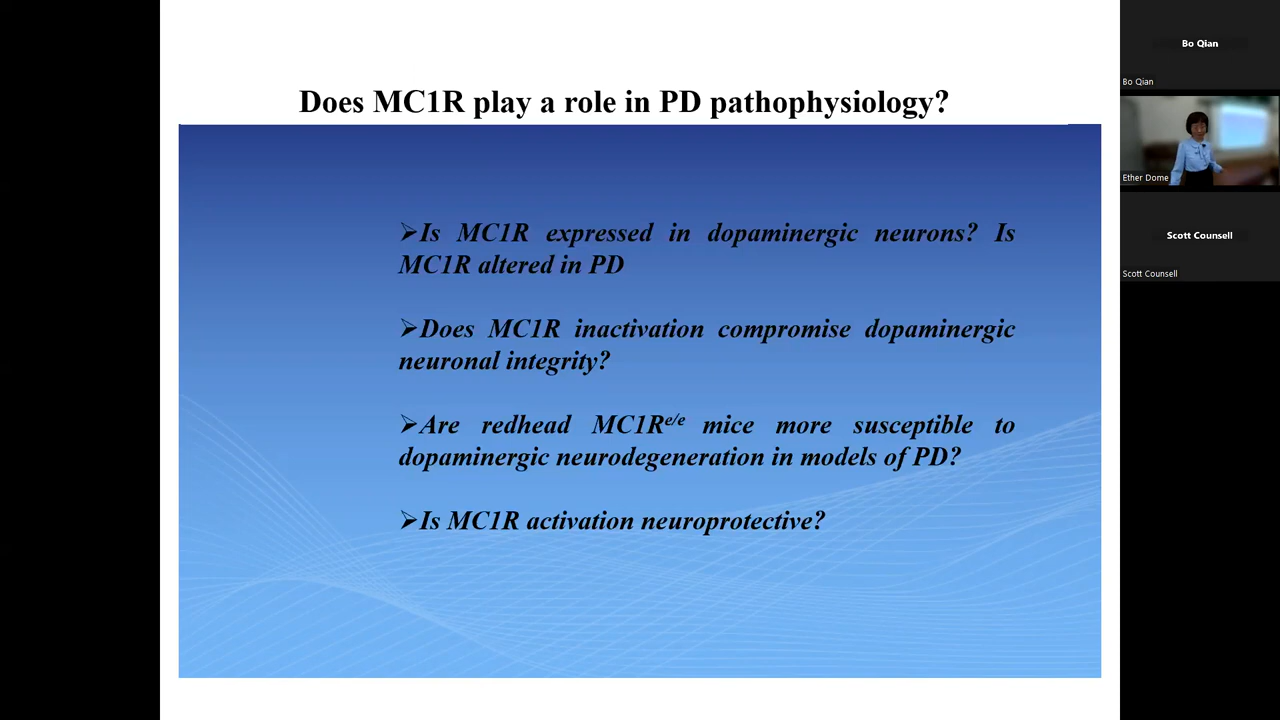 Does MC1R play a role in PD pathophysiology?
➢Is MC1R expressed in dopaminergic neurons? Is
MC1R altered in PD
➢Does MC1R inactivation compromise dopaminergic
neuronal integrity?
➢Are redhead MC1Re/e mice more susceptible to
dopaminergic neurodegeneration in models of PD?
➢Is MC1R activation neuroprotective?
Bo Qian
Bo Qian
Ether Dome
Scott Counsell
Scott Counsell